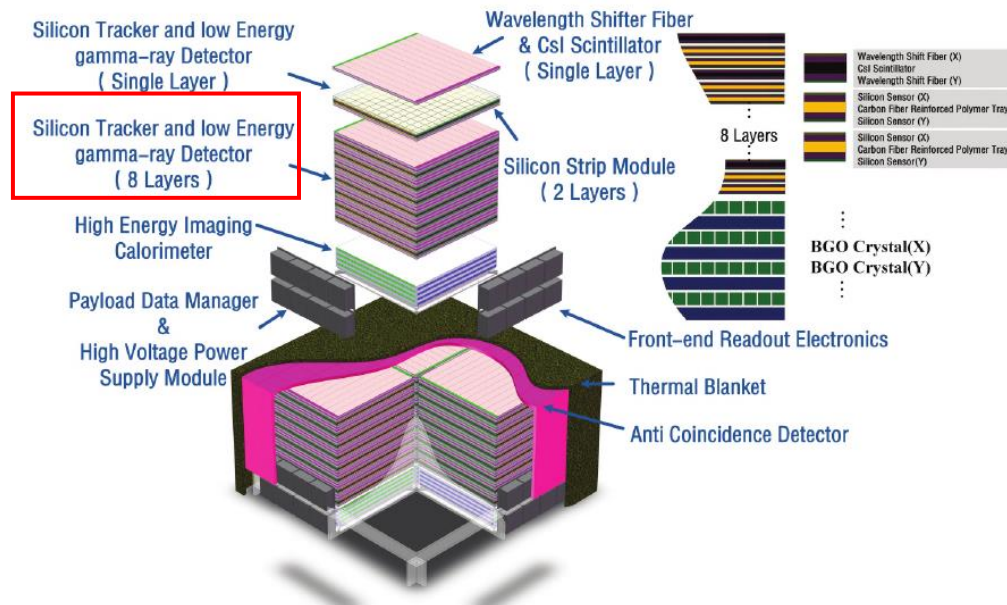 Silicon Tracker and low Energy
gamma-ray Detector
( Single Layer )
Silicon Tracker and low Energy
gamma-ray Detector
( 8 Layers )
High Energy Imaging
Calorimeter
Payload Data Manager
&
High Voltage Power
Supply Module
Wavelength Shifter Fiber
& CsI Scintillator
( Single Layer )
Silicon Strip Module
( 2 Layers )
Front-end Readout Electronics
Thermal Blanket
Anti Coincidence Detector
⋮
8 Layers
⋮
Wavelength Shift Fiber (X)
CsI Scintillator
Wavelength Shift Fiber (Y)
Silicon Sensor (X)
Carbon Fiber Reinforced Polymer Tray
Silicon Sensor (Y)
Silicon Sensor (X)
Carbon Fiber Reinforced Polymer Tray
Silicon Sensor(Y)
⋮
BGO Crystal(X)
BGO Crystal(Y)
⋮